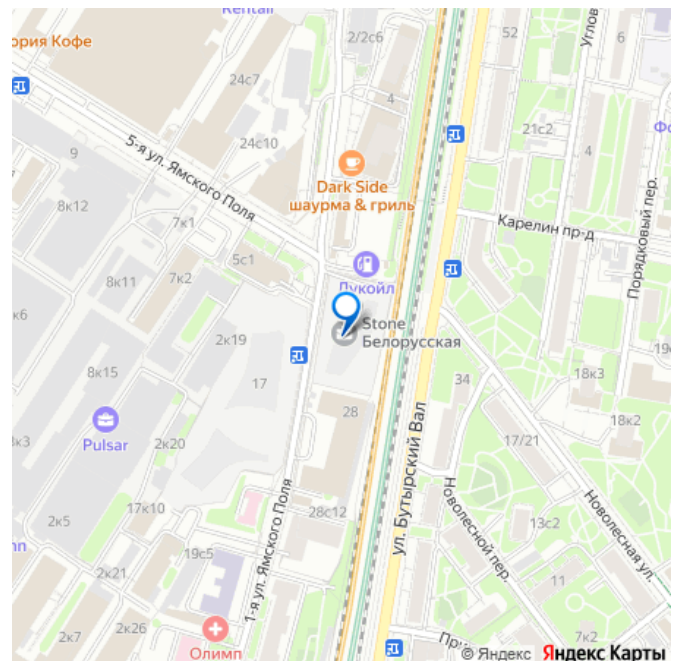 Rentall
2/2с6
52
Углов
6
ория Кофе
24с7
4
21с2
Фо
24с10
4
5-я ул. Ямского Поля
9
Dark Side
шаурма & гриль
Карелин пр-д
Порядковый пер.
8к12
7к1
5с1
8к11
7к2
Лукойл
Stone
Белорусская
к6
2к19
19с
8к15
17
34
18к3
28
18к2
Pulsar
к3
2к20
17/21
ул. Бутырский Вал
Новолесной пер.
Новолесная ул.
17к10
28с12
2к5
13с2
1-я ул. Ямского Поля
nn
19с5
2к21
11
2к7
2к26
Олимп
При
7к2
© Яндекс Яндекс Карты